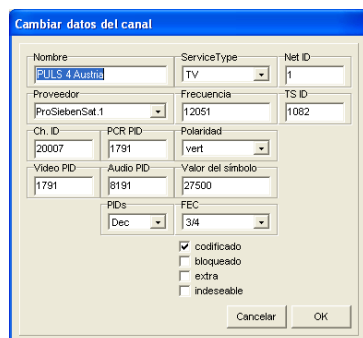 Cambiar datos del canal
Nombre ServiceType Net ID
PULS 4 Austria TV 1
Proveedor Frecuencia TS ID
ProSiebenSat.1 12051 1082
Ch. ID PCR PID Polaridad
20007 1791 vert
Video PID Audio PID Valor del símbolo
1791 8191 27500
PIDs FEC
Dec 3/4
codificado
bloqueado
extra
indeseable
Cancelar OK